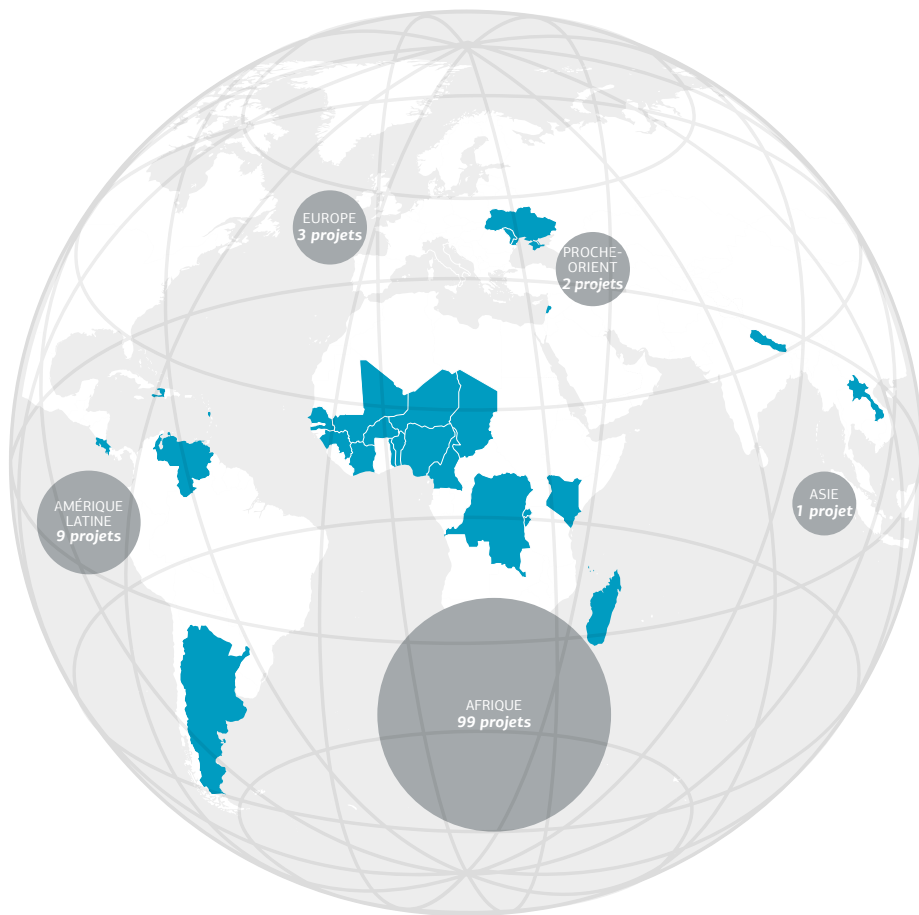 EUROPE
3 projets
PROCHE-
ORIENT
2 projets
AMÉRIQUE
LATINE
9 projets
ASIE
1 projet
AFRIQUE
99 projets